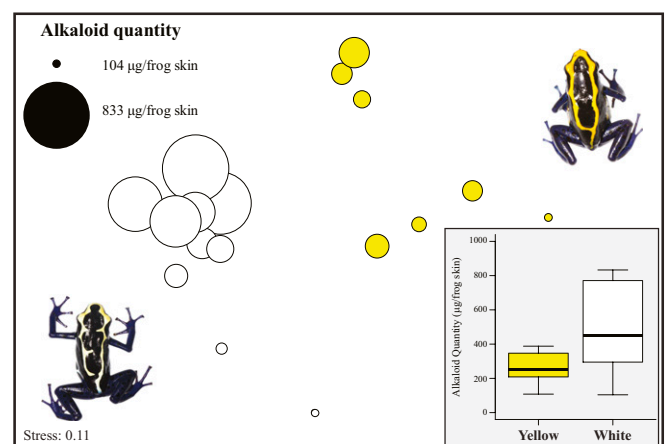 Alkaloid quantity
104 µg/frog skin
833 µg/frog skin
Alkaloid Quantity (µg/frog skin)
1000
800
600
400
200
0
Yellow White
Stress: 0.11